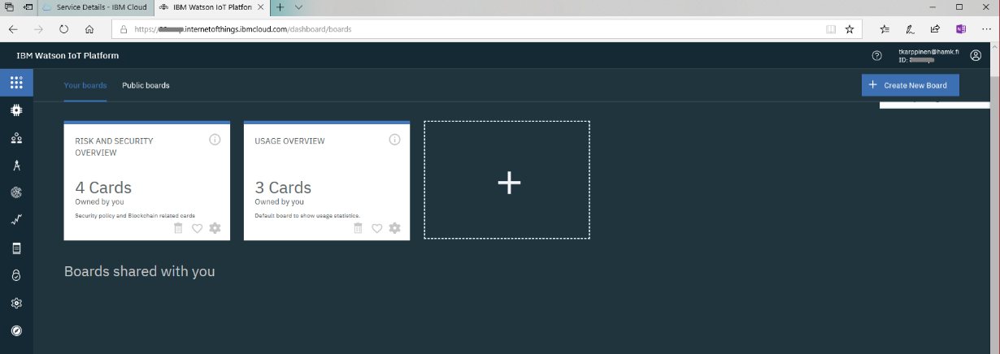 Service Details - IBM Cloud
IBM Watson IoT Platforn
https://
.internetofthings.ibmcloud.com/dashboard/boards
IBM Watson IoT Platform
tkarppinen@hamk.fi
ID:
Your boards
Public boards
+ Create New Board
RISK AND SECURITY
OVERVIEW
4 Cards
Owned by you
Security policy and Blockchain related cards
USAGE OVERVIEW
3 Cards
Owned by you
Default board to show usage statistics.
Boards shared with you